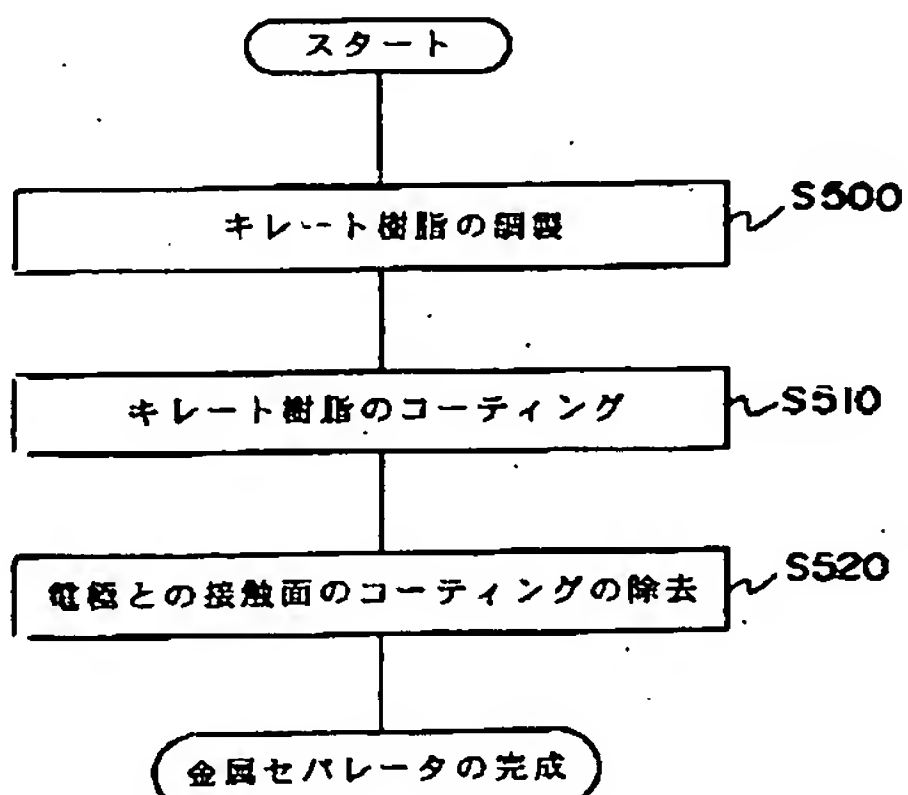 スタート
キレート樹脂の調製
S500
キレート樹脂のコーティング
S510
電極との接触面のコーティングの除去
S520
金属セパレータの完成